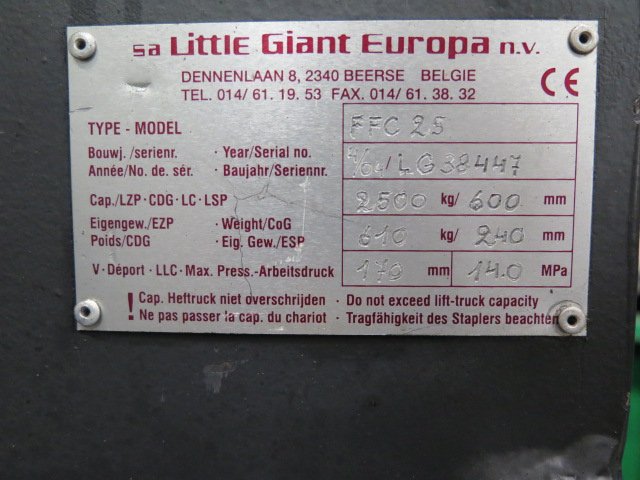 sa Little Giant Europa n.v.
DENNENLAAN 8, 2340 BEERSE BELGIE
TEL. 014/ 61. 19. 53 FAX. 014/ 61. 38. 32
CE
TYPE - MODEL FFC 25
Bouwj. /serienr. · Year/Serial no.
Année/No. de sér. · Baujahr/Seriennr. / LG38447
Cap./LZP · CDG · LC · LSP 2500 kg/ 600 mm
Eigengew./EZP · Weight/CoG
Poids/CDG · Eig. Gew./ESP 610 kg/ 240 mm
V · Déport · LLC · Max. Press.-Arbeitsdruck 170 mm 14.0 MPa
! Cap. Heftruck niet overschrijden · Do not exceed lift-truck capacity
Ne pas passer la cap. du chariot · Tragfähigkeit des Staplers beachten